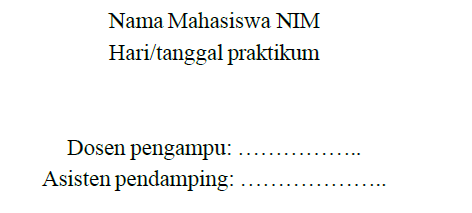 Nama Mahasiswa NIM
Hari/tanggal praktikum
Dosen pengampu: ……………..
Asisten pendamping: ………………..